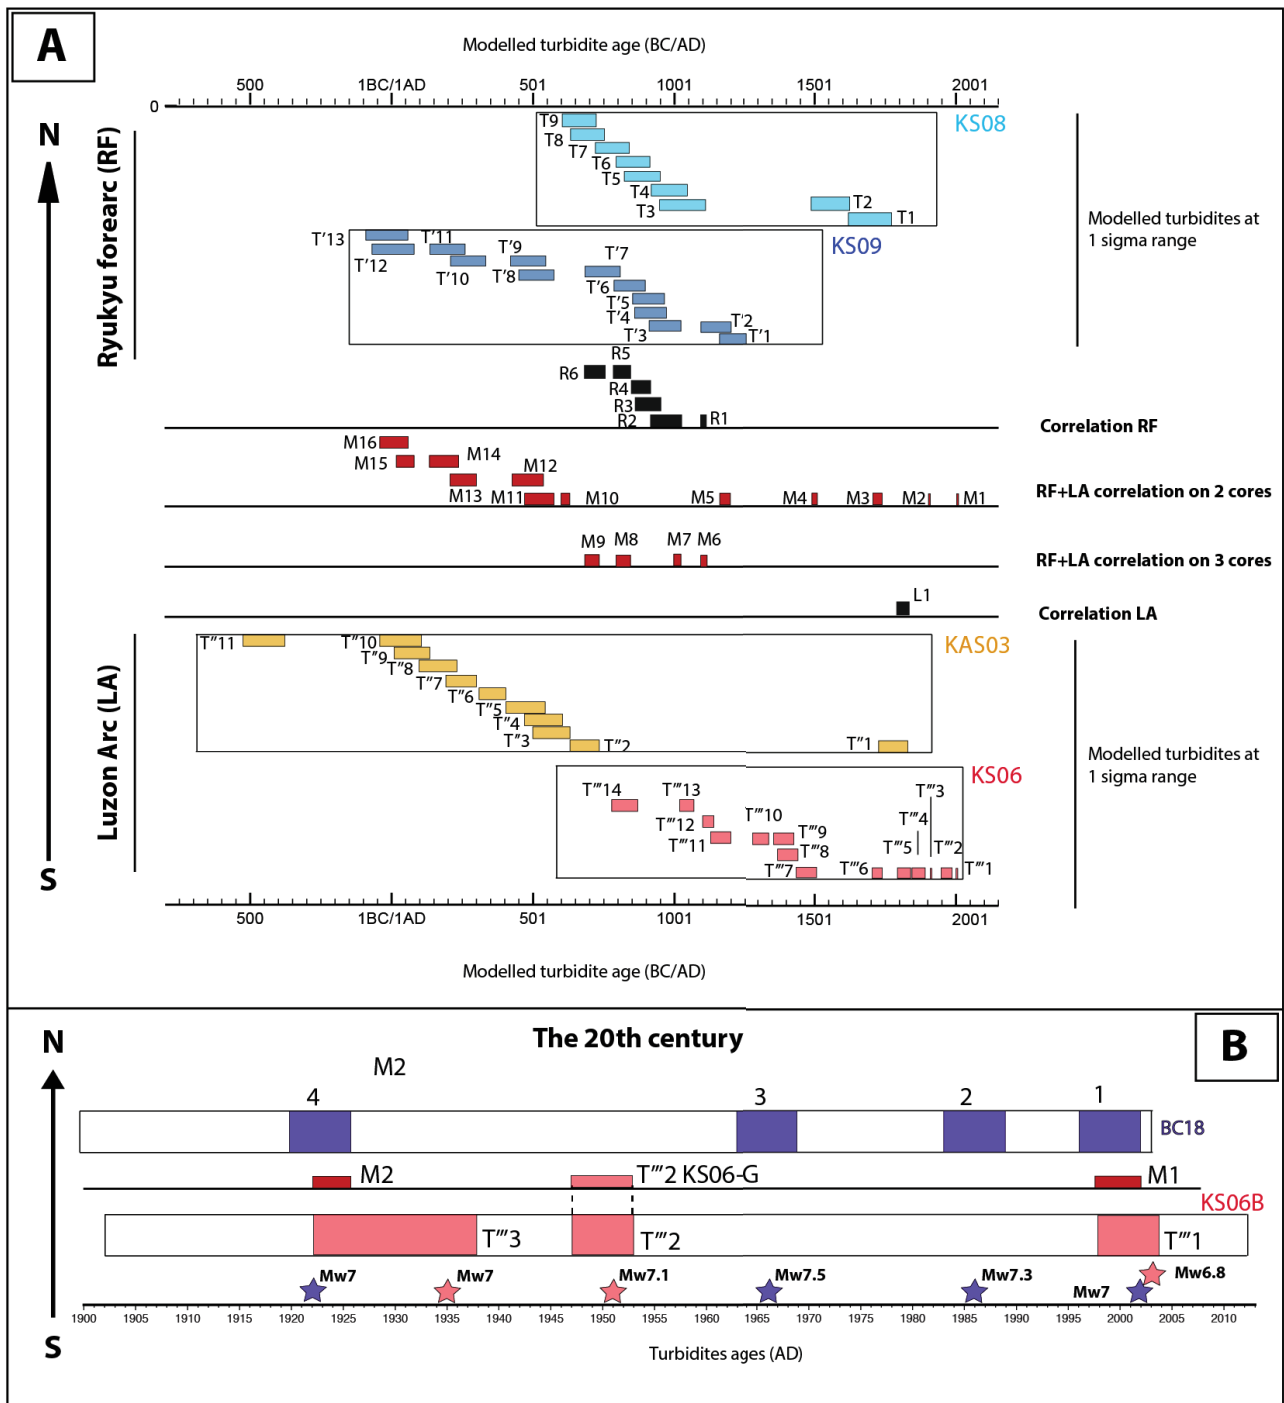 A
Modelled turbidite age (BC/AD)
500 1BC/1AD 501 1001 1501 2001
0
N
Ryukyu forearc (RF)
KS08
T9
T8
T7
T6
T5
T4
T3
T2
T1
Modelled turbidites at
1 sigma range
KS09
T'13
T'12
T'11
T'10
T'9
T'8
T'7
T'6
T'5
T'4
T'3
T'2
T'1
R5
R6
R4
R3
R2
R1
Correlation RF
M16
M15
M14
M13
M12
M11
M10
M5
M4
M3
M2
M1
RF+LA correlation on 2 cores
M9
M8
M7
M6
RF+LA correlation on 3 cores
L1
Correlation LA
Luzon Arc (LA)
KAS03
T"11
T"10
T"9
T"8
T"7
T"6
T"5
T"4
T"3
T"2
T"1
Modelled turbidites at
1 sigma range
KS06
T'''14
T'''13
T'''12
T'''11
T'''10
T'''9
T'''8
T'''7
T'''6
T'''5
T'''4
T'''3
T'''2
T'''1
S
500 1BC/1AD 501 1001 1501 2001
Modelled turbidite age (BC/AD)
B
The 20th century
N
M2
4 3 2 1
BC18
M2
T'''2 KS06-G
M1
KS06B
T'''3
T'''2
T'''1
Mw7
Mw7
Mw7.1
Mw7.5
Mw7.3
Mw7
Mw6.8
1900 1905 1910 1915 1920 1925 1930 1935 1940 1945 1950 1955 1960 1965 1970 1975 1980 1985 1990 1995 2000 2005 2010
S
Turbidites ages (AD)